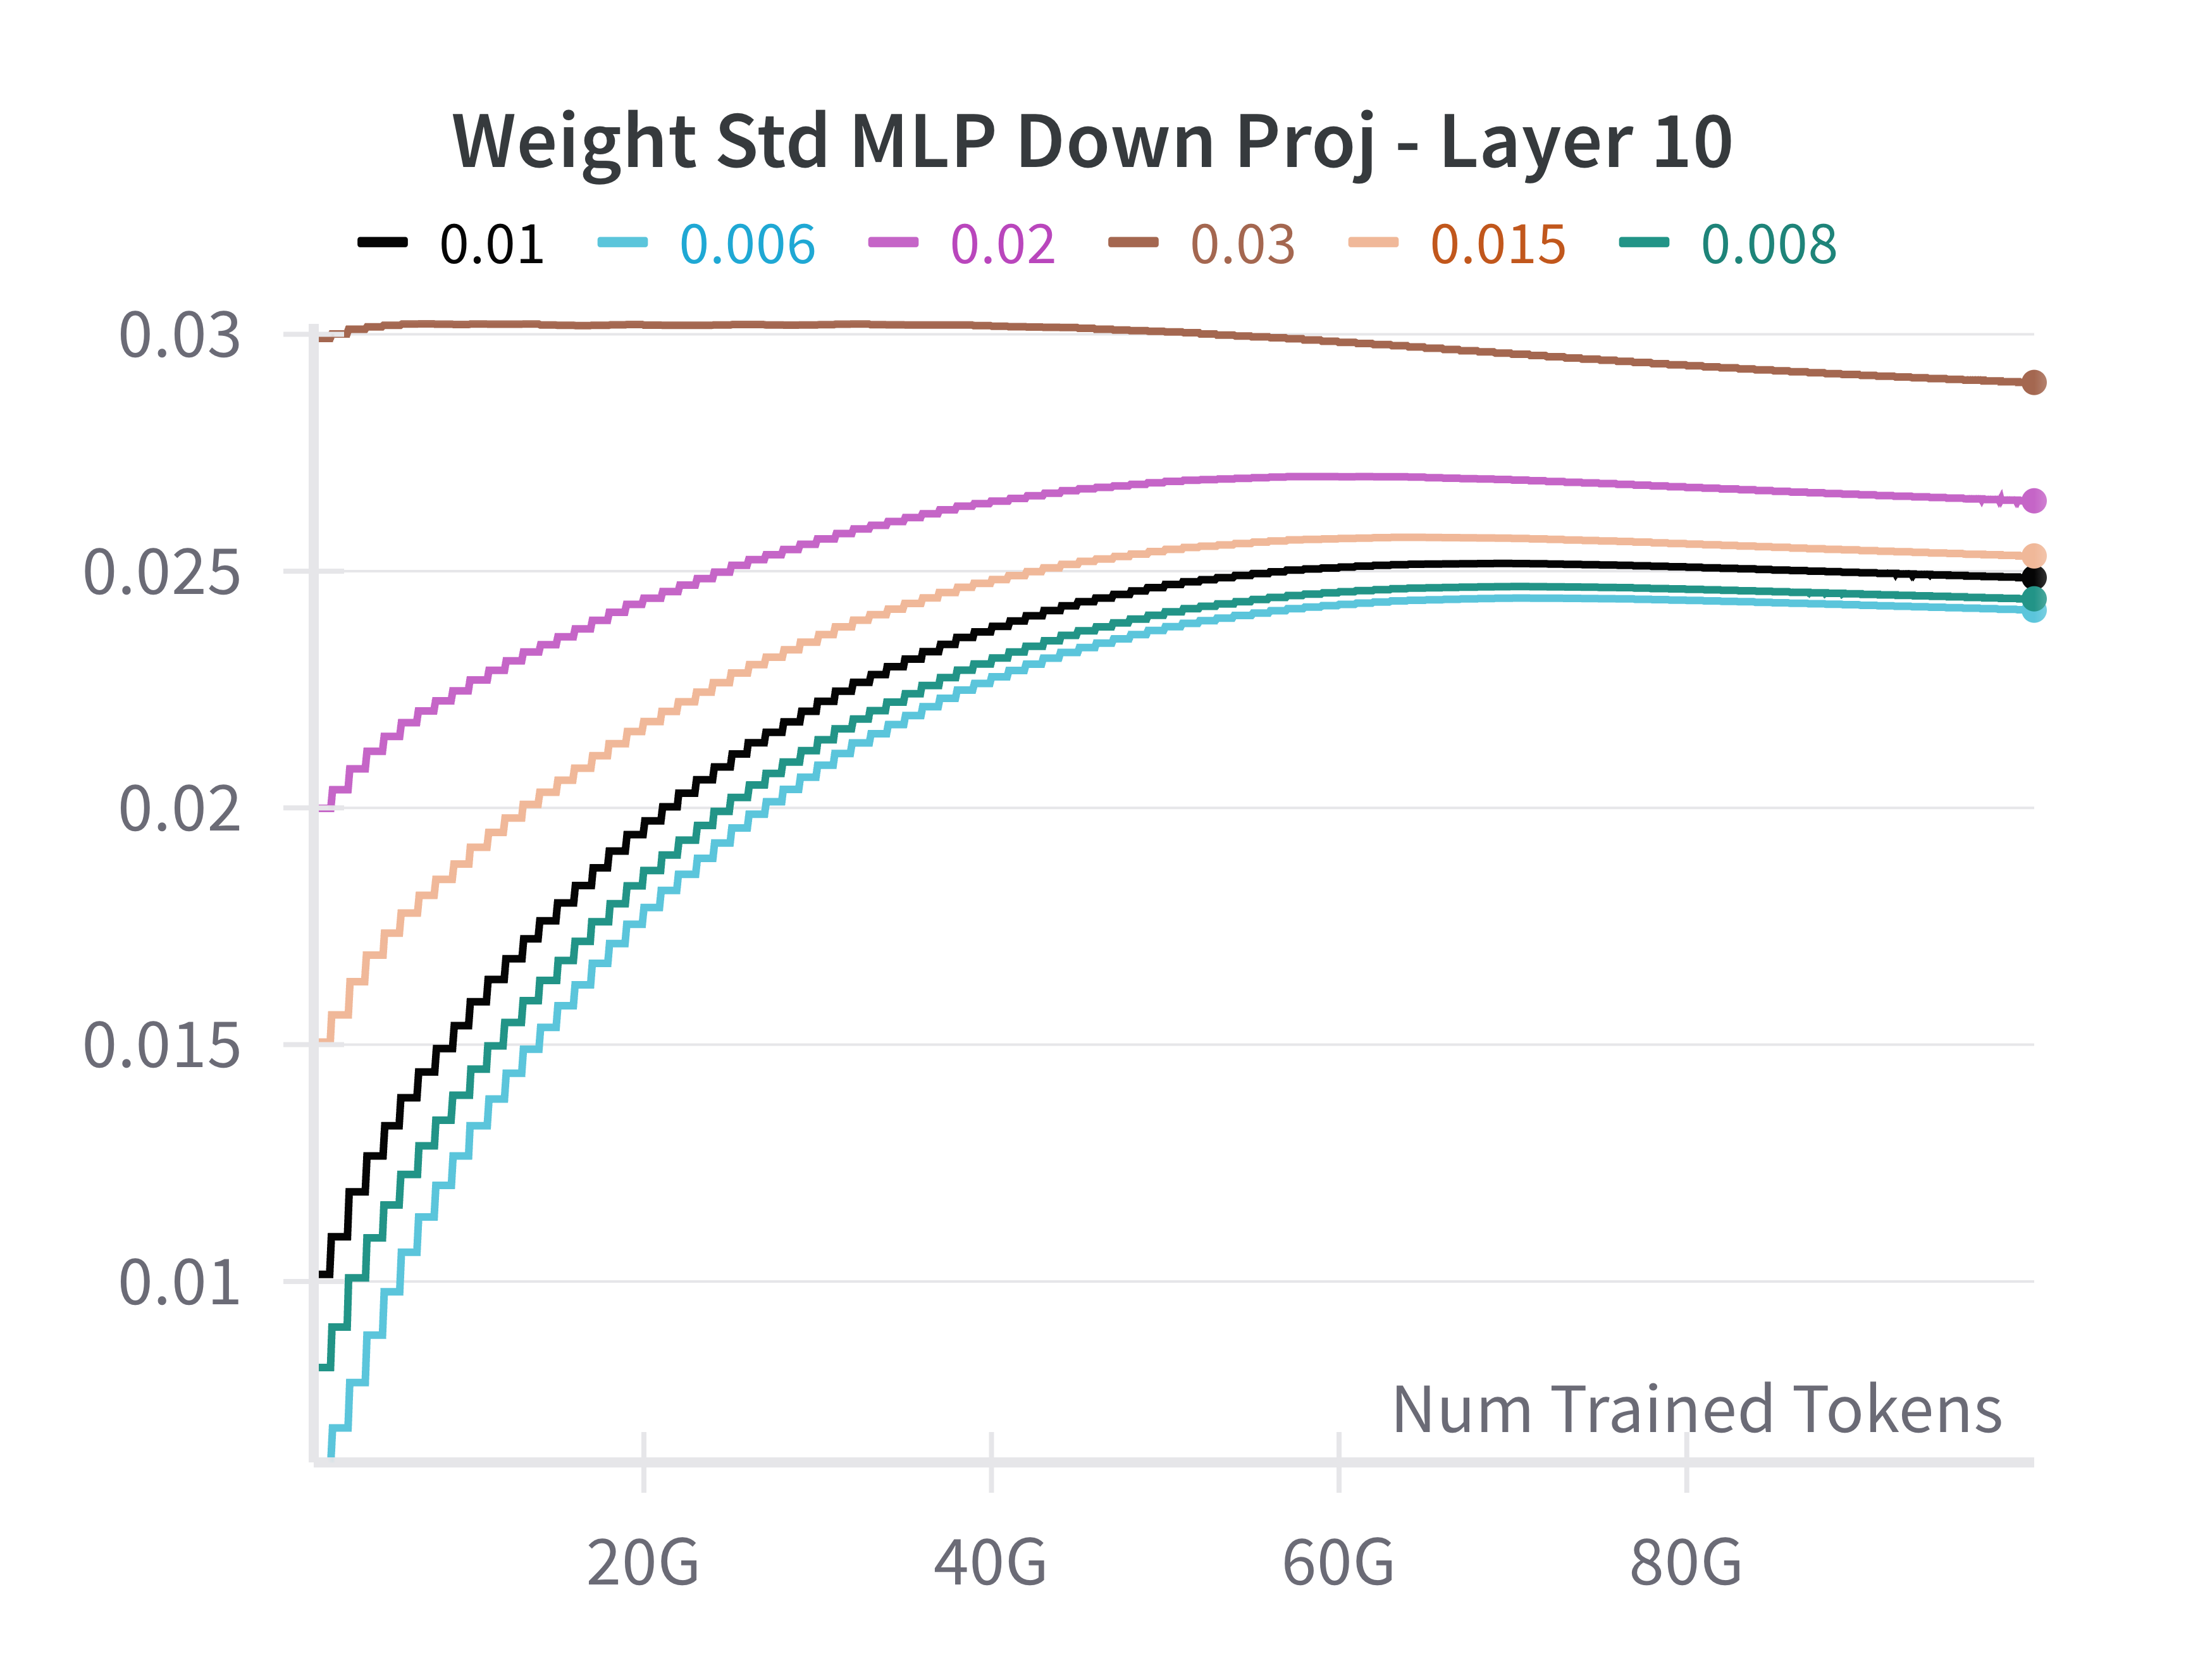 Weight Std MLP Down Proj - Layer 10
0.01 0.006 0.02 0.03 0.015 0.008
0.03
0.025
0.02
0.015
0.01
Num Trained Tokens
20G 40G 60G 80G